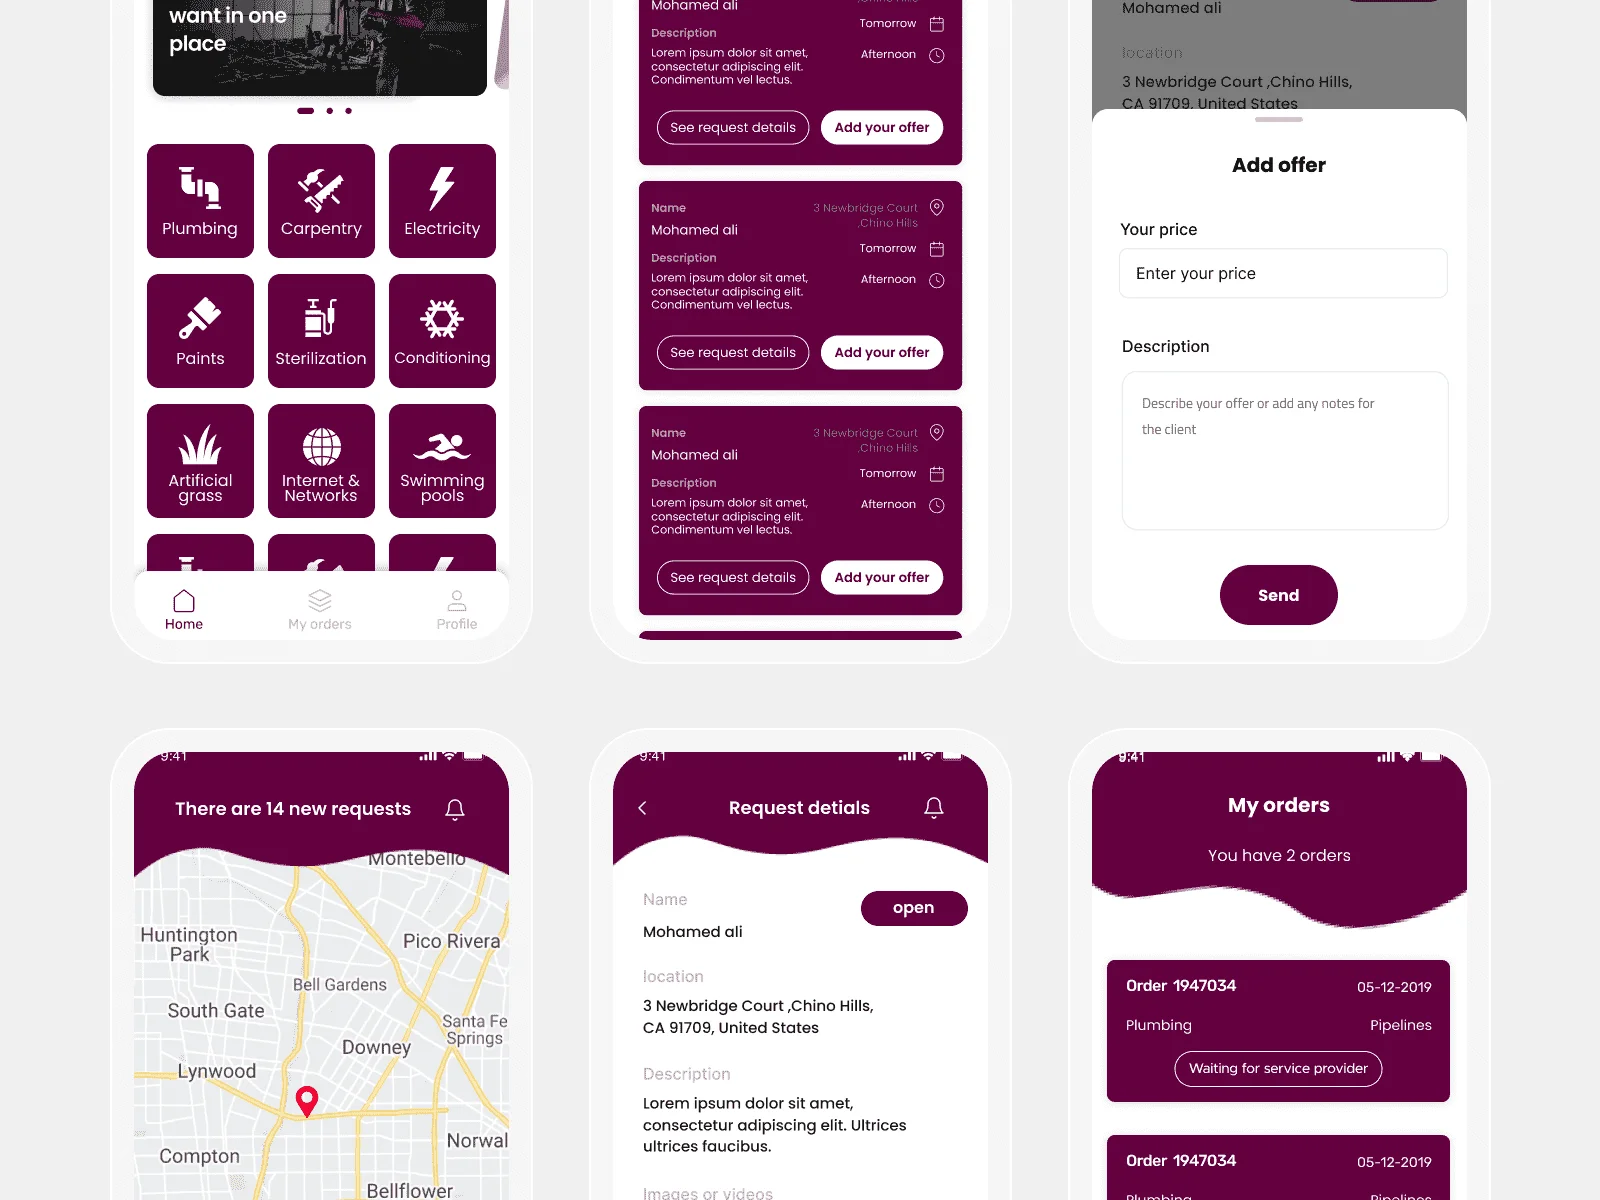 want in one
place
Plumbing
Carpentry
Electricity
Paints
Sterilization
Conditioning
Artificial
grass
Internet &
Networks
Swimming
pools
Home
My orders
Profile
Mohamed ali
,Chino Hills
Tomorrow
Description
Lorem ipsum dolor sit amet,
consectetur adipiscing elit.
Condimentum vel lectus.
Afternoon
See request details
Add your offer
Name
3 Newbridge Court
,Chino Hills
Mohamed ali
Tomorrow
Description
Lorem ipsum dolor sit amet,
consectetur adipiscing elit.
Condimentum vel lectus.
Afternoon
See request details
Add your offer
Name
3 Newbridge Court
,Chino Hills
Mohamed ali
Tomorrow
Description
Lorem ipsum dolor sit amet,
consectetur adipiscing elit.
Condimentum vel lectus.
Afternoon
See request details
Add your offer
Mohamed ali
location
3 Newbridge Court ,Chino Hills,
CA 91709, United States
Add offer
Your price
Enter your price
Description
Describe your offer or add any notes for
the client
Send
9:41
There are 14 new requests
Montebello
Huntington
Park
Pico Rivera
Bell Gardens
South Gate
Santa Fe
Springs
Downey
Lynwood
Norwal
Compton
Bellflower
9:41
Request detials
Name
open
Mohamed ali
location
3 Newbridge Court ,Chino Hills,
CA 91709, United States
Description
Lorem ipsum dolor sit amet,
consectetur adipiscing elit. Ultrices
ultrices faucibus.
Images or videos
9:41
My orders
You have 2 orders
Order 1947034
05-12-2019
Plumbing
Pipelines
Waiting for service provider
Order 1947034
05-12-2019
Plumbing
Pipelines